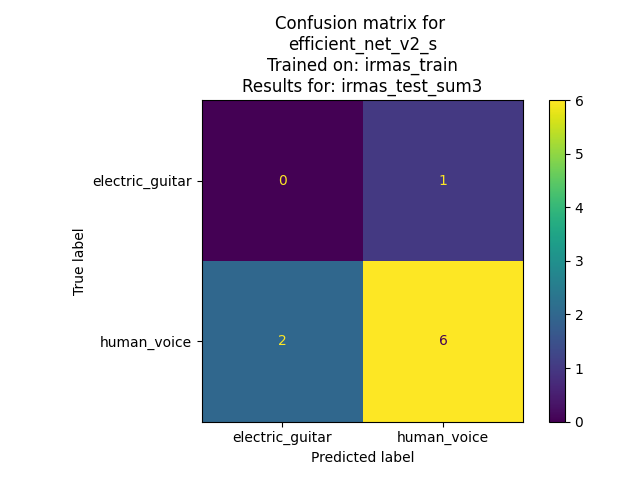 Confusion matrix for
efficient_net_v2_s
Trained on: irmas_train
Results for: irmas_test_sum3
electric_guitar
0
1
human_voice
2
6
electric_guitar
human_voice
Predicted label
True label
6
5
4
3
2
1
0